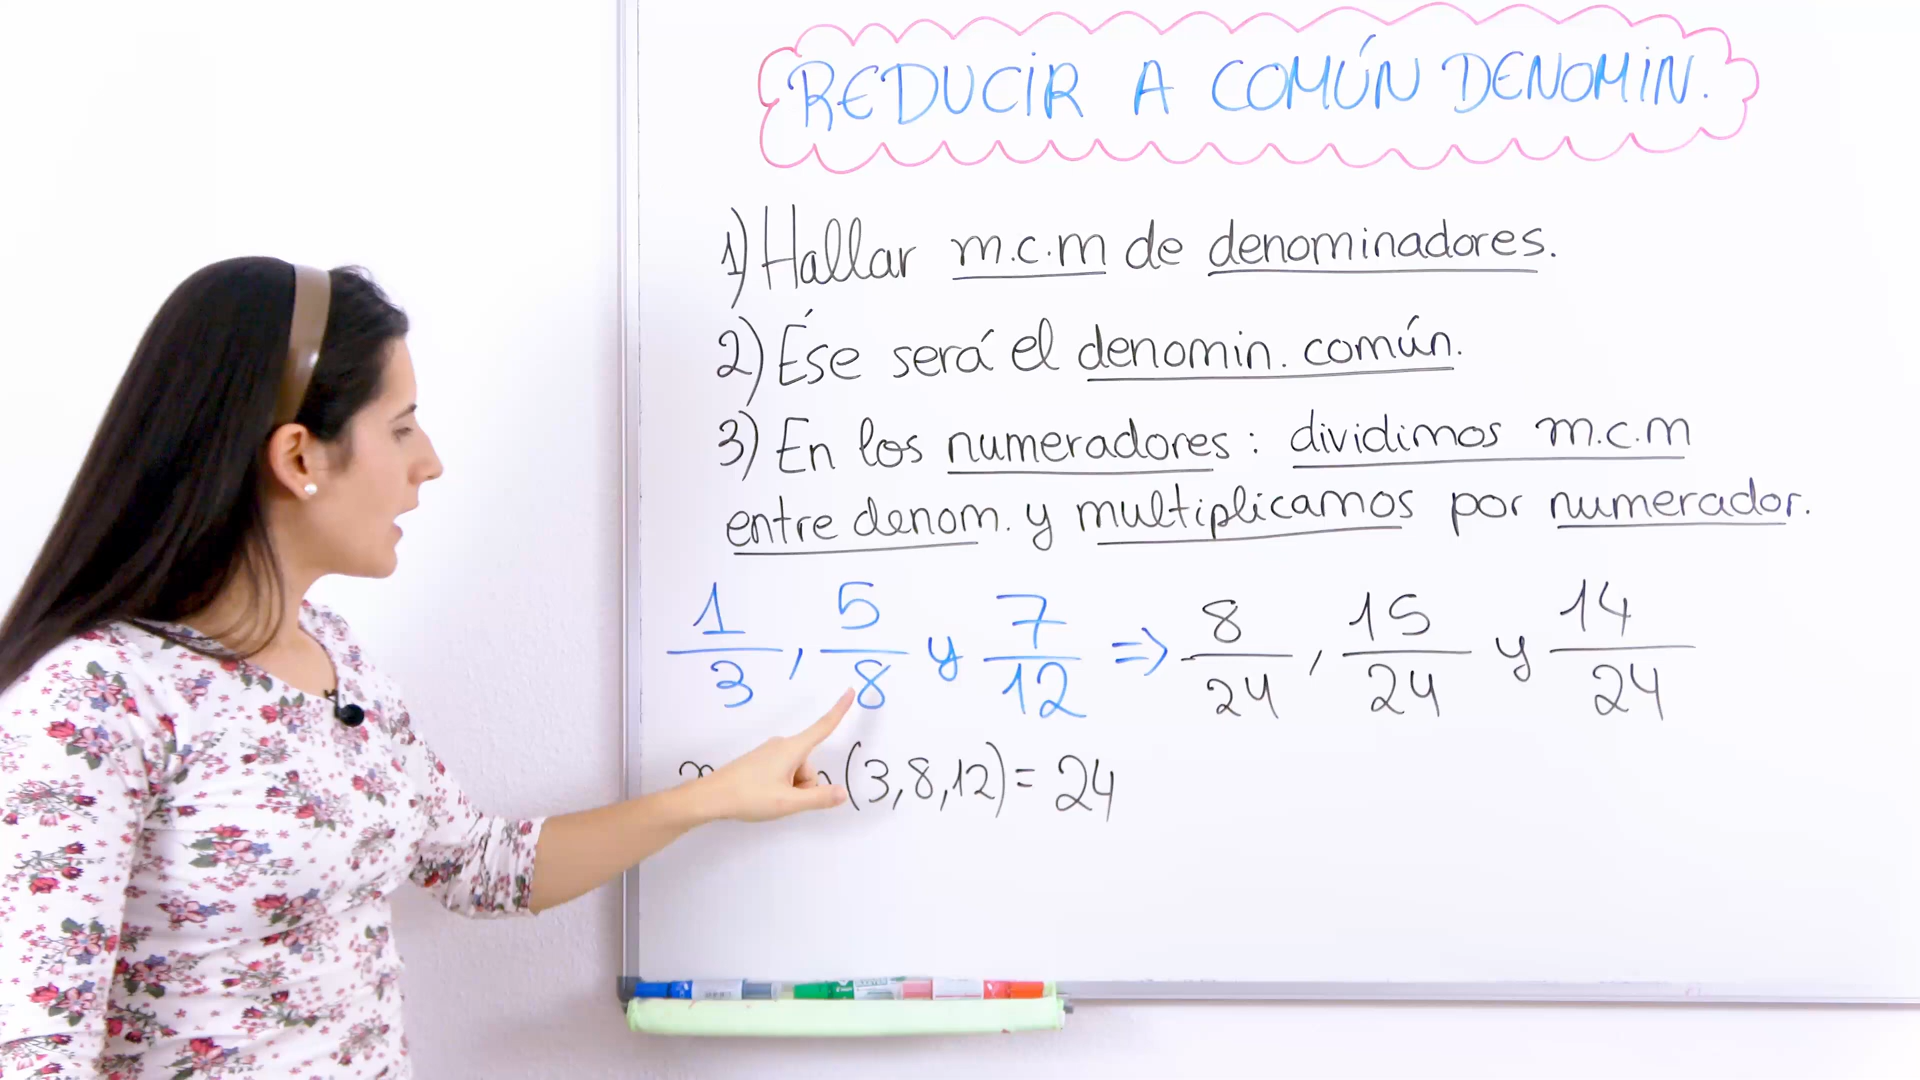 REDUCIR A COMÚN DENOMIN.
1) Hallar m.c.m de denominadores.
2) Ése será el denomin. común.
3) En los numeradores: dividimos m.c.m
entre denom. y multiplicamos por numerador.
1/3, 5/8 y 7/12 => 8/24, 15/24 y 14/24
(3,8,12)= 24